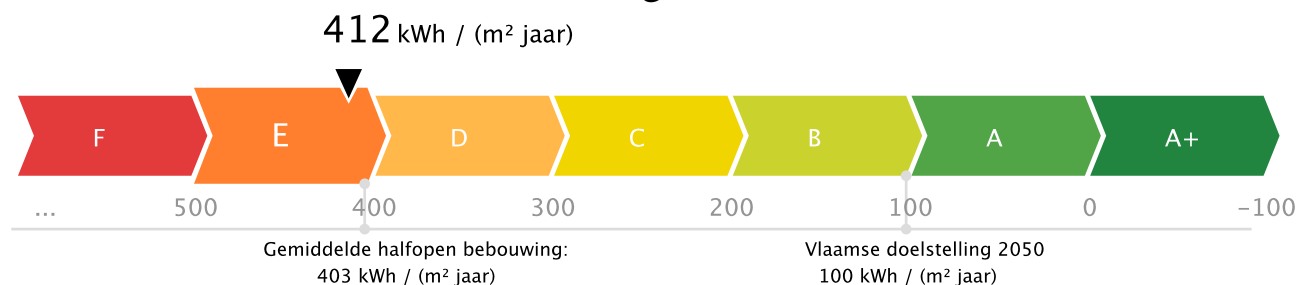 412 kWh / (m² jaar)
F E D C B A A+
... 500 400 300 200 100 0 -100
Gemiddelde halfopen bebouwing: Vlaamse doelstelling 2050
403 kWh / (m² jaar) 100 kWh / (m² jaar)